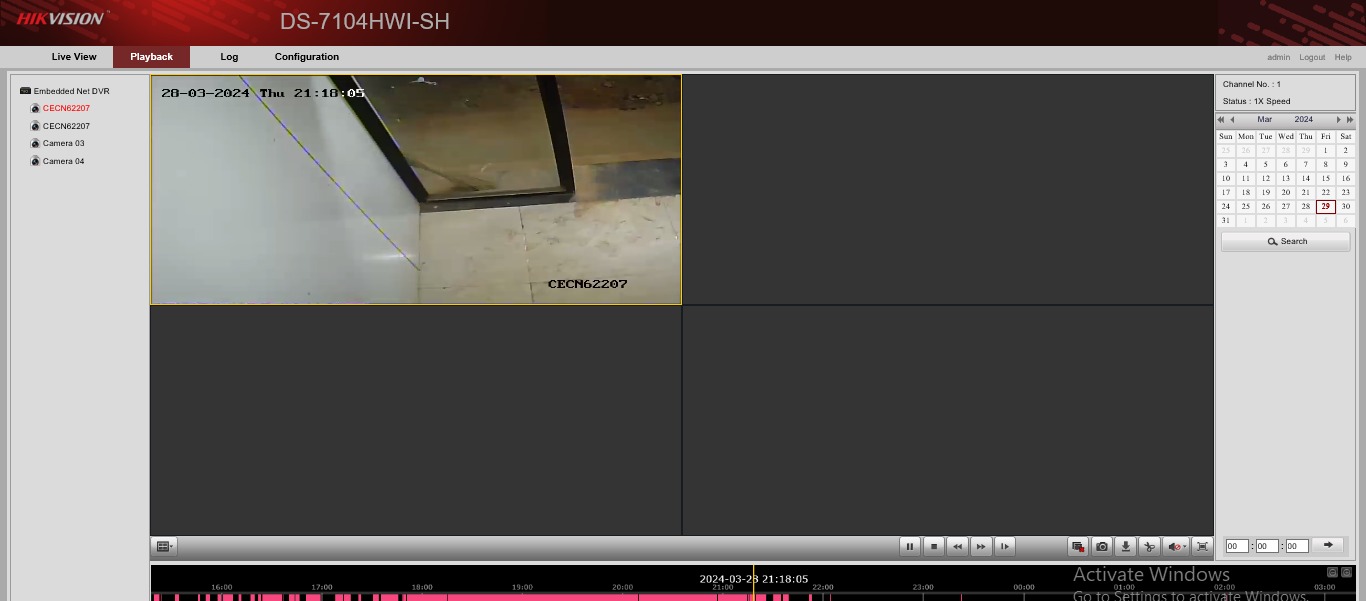 HIKVISION
DS-7104HWI-SH
Live View Playback Log Configuration
admin Logout Help
Embedded Net DVR
CECN62207
CECN62207
Camera 03
Camera 04
28-03-2024 Thu 21:18:05
CECN62207
Channel No. : 1
Status : 1X Speed
Mar 2024
Sun Mon Tue Wed Thu Fri Sat
25 26 27 28 29 1 2
3 4 5 6 7 8 9
10 11 12 13 14 15 16
17 18 19 20 21 22 23
24 25 26 27 28 29 30
31 1 2 3 4 5 6
Search
00 : 00 : 00
2024-03-28 21:18:05
16:00 17:00 18:00 19:00 20:00 21:00 22:00 23:00 00:00 01:00 02:00 03:00
Activate Windows
Go to Settings to activate Windows.